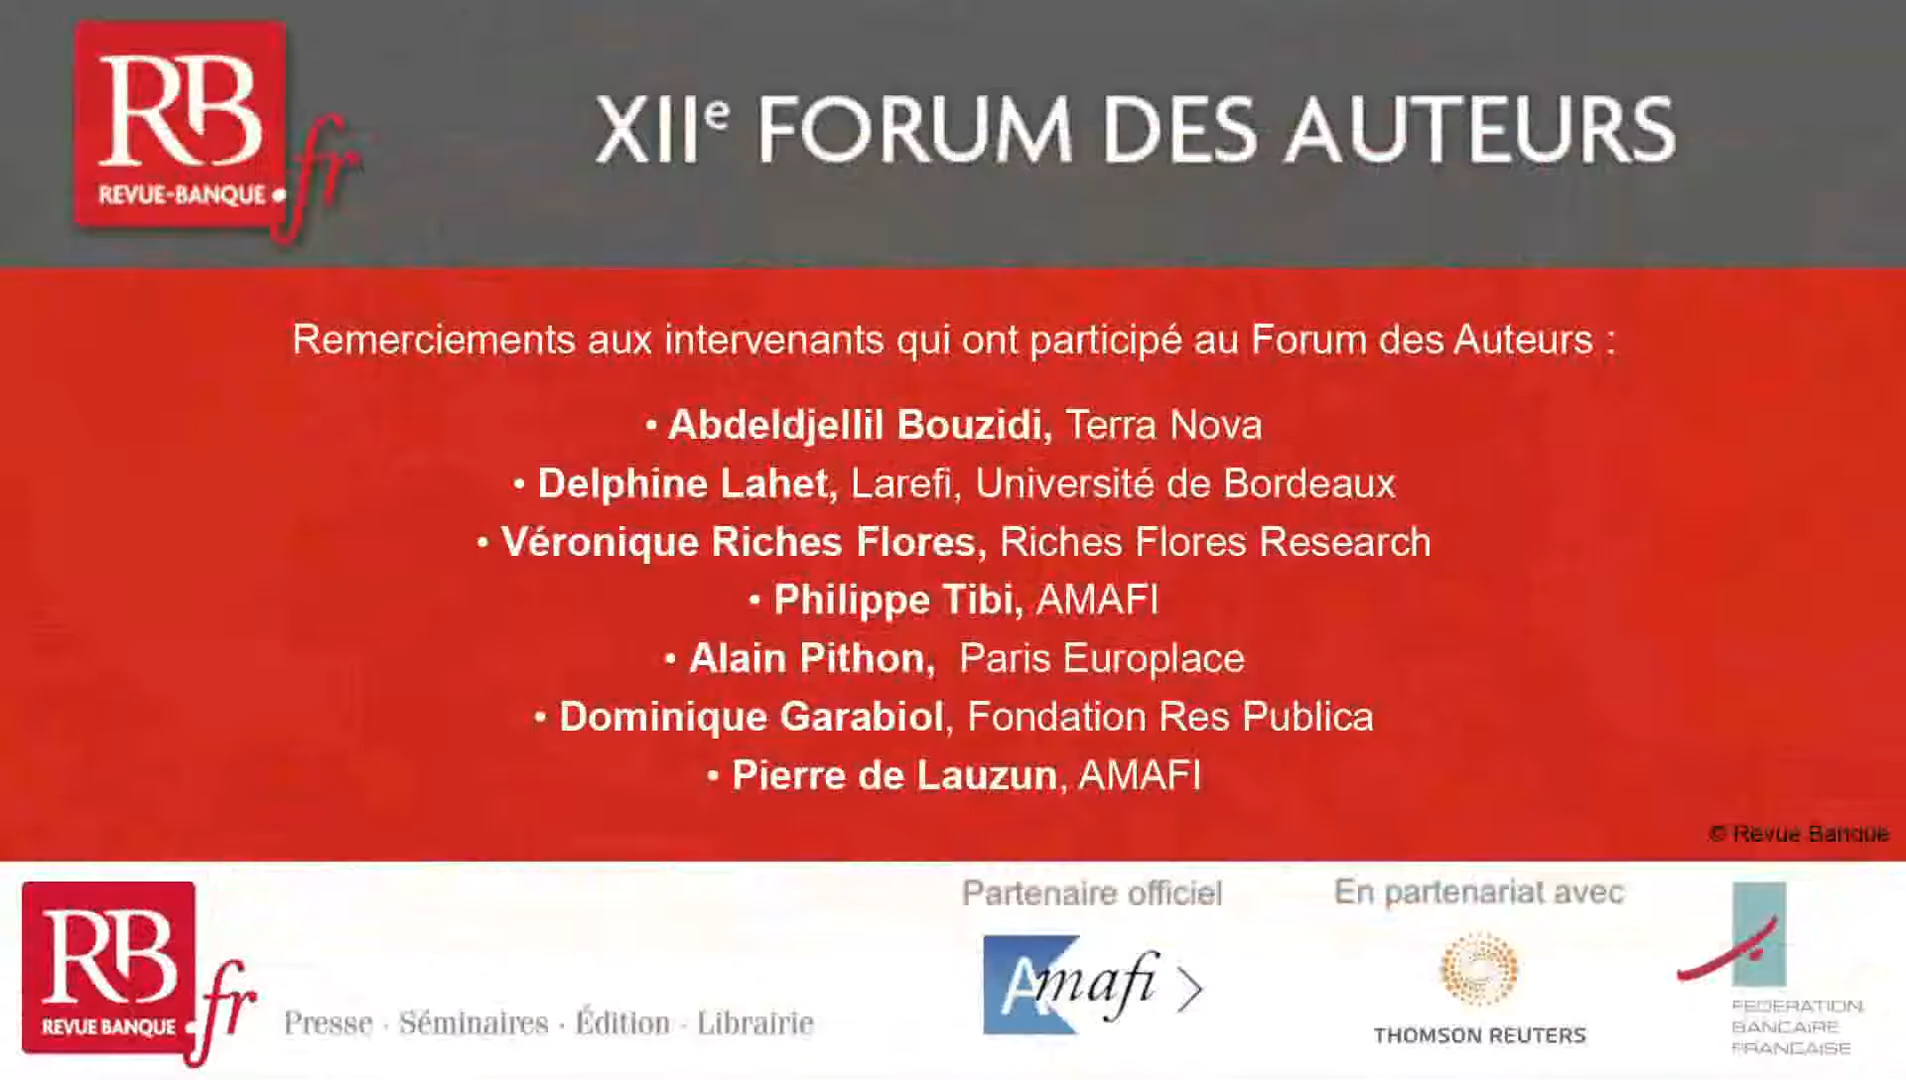 RB
REVUE-BANQUE.fr
XIIe FORUM DES AUTEURS
Remerciements aux intervenants qui ont participé au Forum des Auteurs :
• Abdeldjellil Bouzidi, Terra Nova
• Delphine Lahet, Larefi, Université de Bordeaux
• Véronique Riches Flores, Riches Flores Research
• Philippe Tibi, AMAFI
• Alain Pithon, Paris Europlace
• Dominique Garabiol, Fondation Res Publica
• Pierre de Lauzun, AMAFI
© Revue Banque
RB
REVUE BANQUE.fr
Presse · Séminaires · Édition · Librairie
Partenaire officiel
Amafi >
En partenariat avec
THOMSON REUTERS
FEDERATION
BANCAIRE
FRANCAISE